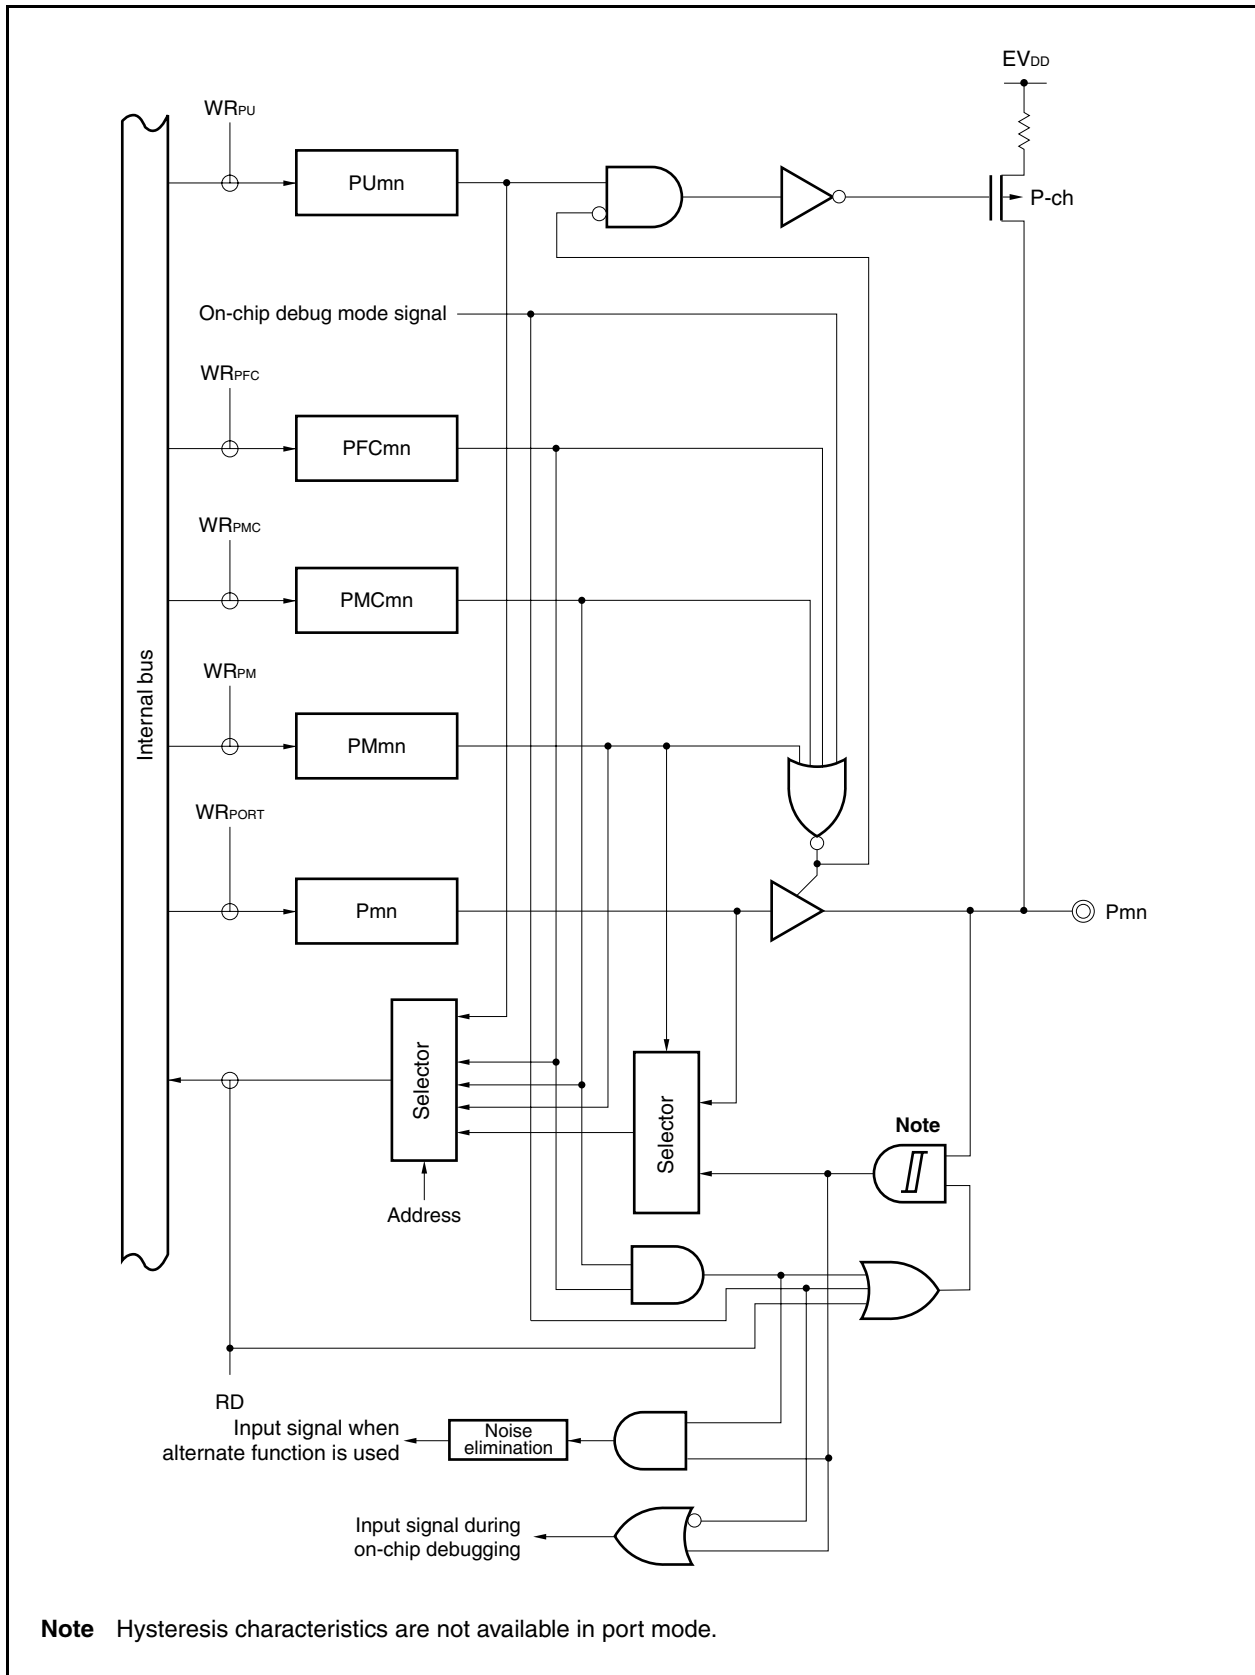 EVDD
WRPU
PUmn
P-ch
On-chip debug mode signal
WRPFC
PFCmn
WRPMC
PMCmn
Internal bus
WRPM
PMmn
WRPORT
Pmn
Pmn
Selector
Selector
Note
Address
RD
Input signal when
alternate function is used
Noise
elimination
Input signal during
on-chip debugging
Note Hysteresis characteristics are not available in port mode.